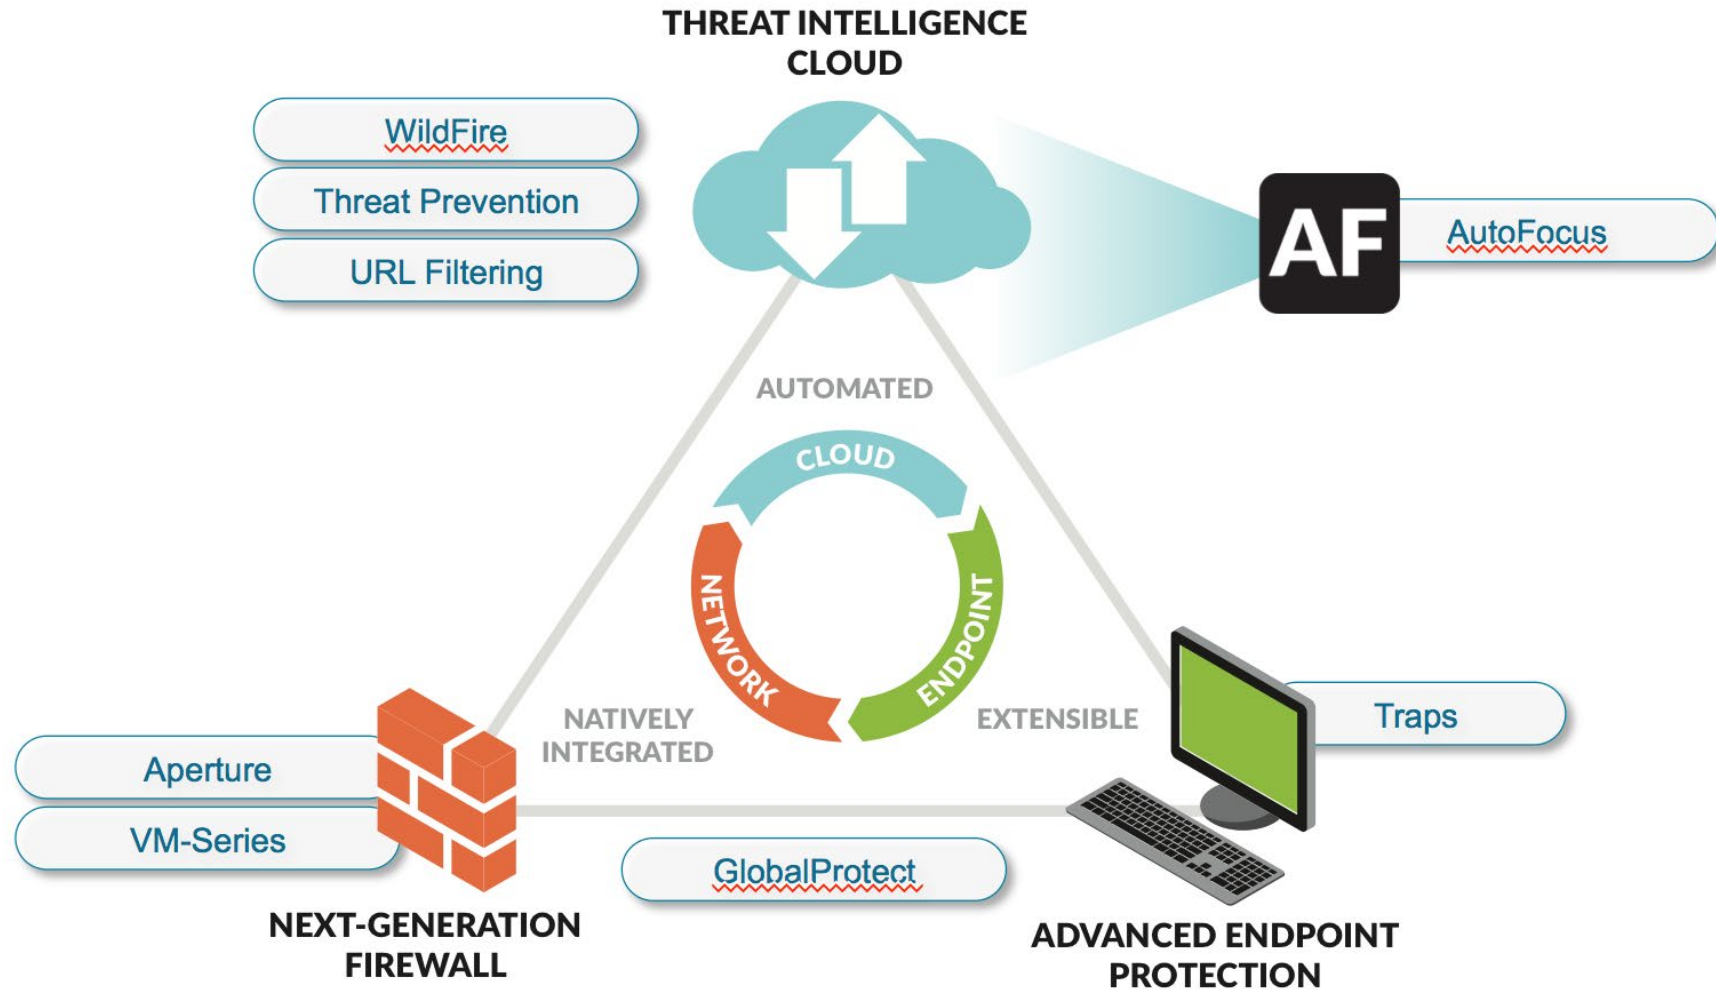 THREAT INTELLIGENCE
CLOUD
WildFire
Threat Prevention
URL Filtering
AF
AutoFocus
AUTOMATED
CLOUD
NETWORK
ENDPOINT
NATIVELY
INTEGRATED
EXTENSIBLE
Traps
Aperture
VM-Series
GlobalProtect
NEXT-GENERATION
FIREWALL
ADVANCED ENDPOINT
PROTECTION